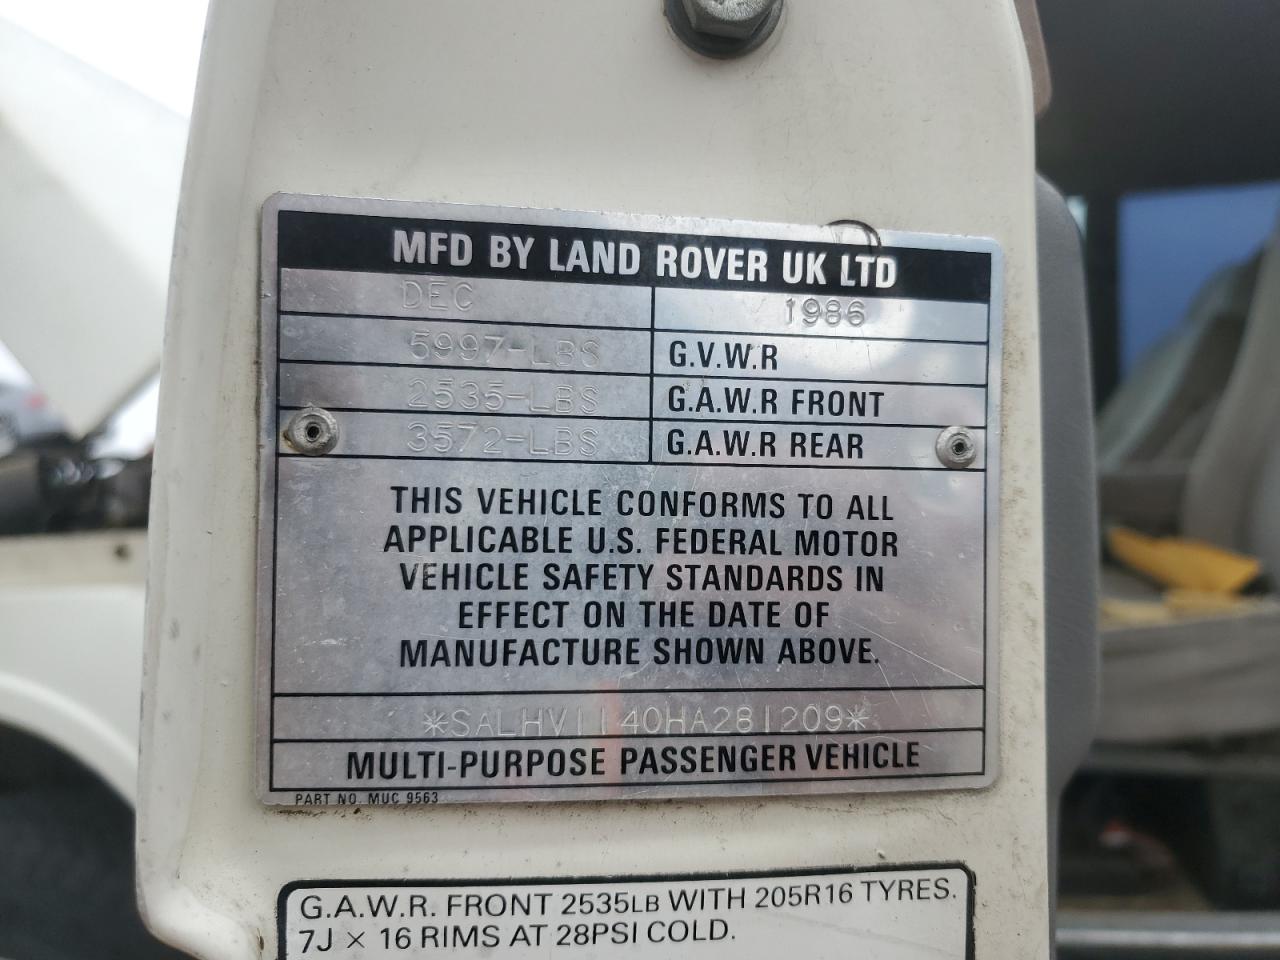 MFD BY LAND ROVER UK LTD
DEC 1986
5997-LBS G.V.W.R
2535-LBS G.A.W.R FRONT
3572-LBS G.A.W.R REAR
THIS VEHICLE CONFORMS TO ALL
APPLICABLE U.S. FEDERAL MOTOR
VEHICLE SAFETY STANDARDS IN
EFFECT ON THE DATE OF
MANUFACTURE SHOWN ABOVE.
*SALHV1140HA281209*
MULTI-PURPOSE PASSENGER VEHICLE
PART NO. MUC 9563
G.A.W.R. FRONT 2535LB WITH 205R16 TYRES.
7J × 16 RIMS AT 28PSI COLD.